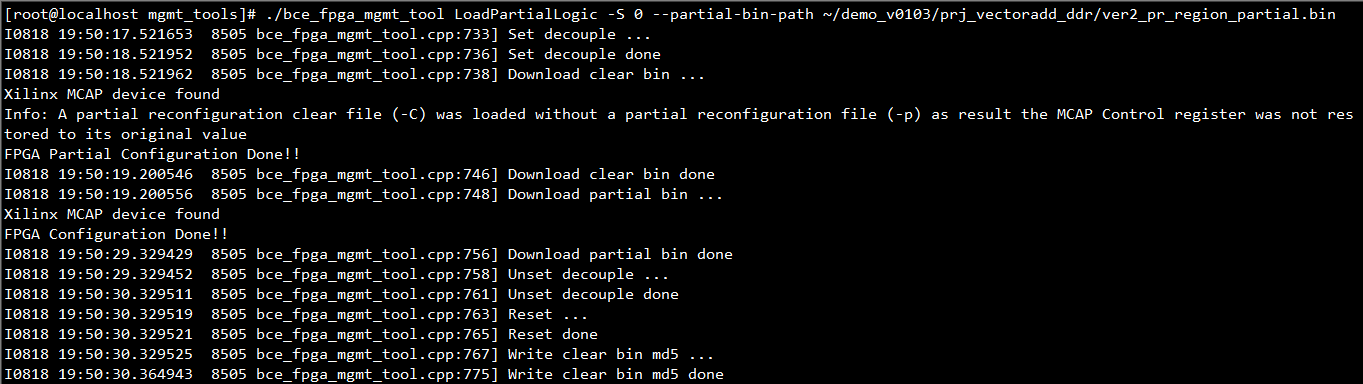 [root@localhost mgmt_tools]# ./bce_fpga_mgmt_tool LoadPartialLogic -S 0 --partial-bin-path ~/demo_v0103/prj_vectoradd_ddr/ver2_pr_region_partial.bin
I0818 19:50:17.521653  8505 bce_fpga_mgmt_tool.cpp:733] Set decouple ...
I0818 19:50:18.521952  8505 bce_fpga_mgmt_tool.cpp:736] Set decouple done
I0818 19:50:18.521962  8505 bce_fpga_mgmt_tool.cpp:738] Download clear bin ...
Xilinx MCAP device found
Info: A partial reconfiguration clear file (-C) was loaded without a partial reconfiguration file (-p) as result the MCAP Control register was not res
tored to its original value
FPGA Partial Configuration Done!!
I0818 19:50:19.200546  8505 bce_fpga_mgmt_tool.cpp:746] Download clear bin done
I0818 19:50:19.200556  8505 bce_fpga_mgmt_tool.cpp:748] Download partial bin ...
Xilinx MCAP device found
FPGA Configuration Done!!
I0818 19:50:29.329429  8505 bce_fpga_mgmt_tool.cpp:756] Download partial bin done
I0818 19:50:29.329452  8505 bce_fpga_mgmt_tool.cpp:758] Unset decouple ...
I0818 19:50:30.329511  8505 bce_fpga_mgmt_tool.cpp:761] Unset decouple done
I0818 19:50:30.329519  8505 bce_fpga_mgmt_tool.cpp:763] Reset ...
I0818 19:50:30.329521  8505 bce_fpga_mgmt_tool.cpp:765] Reset done
I0818 19:50:30.329525  8505 bce_fpga_mgmt_tool.cpp:767] Write clear bin md5 ...
I0818 19:50:30.364943  8505 bce_fpga_mgmt_tool.cpp:775] Write clear bin md5 done